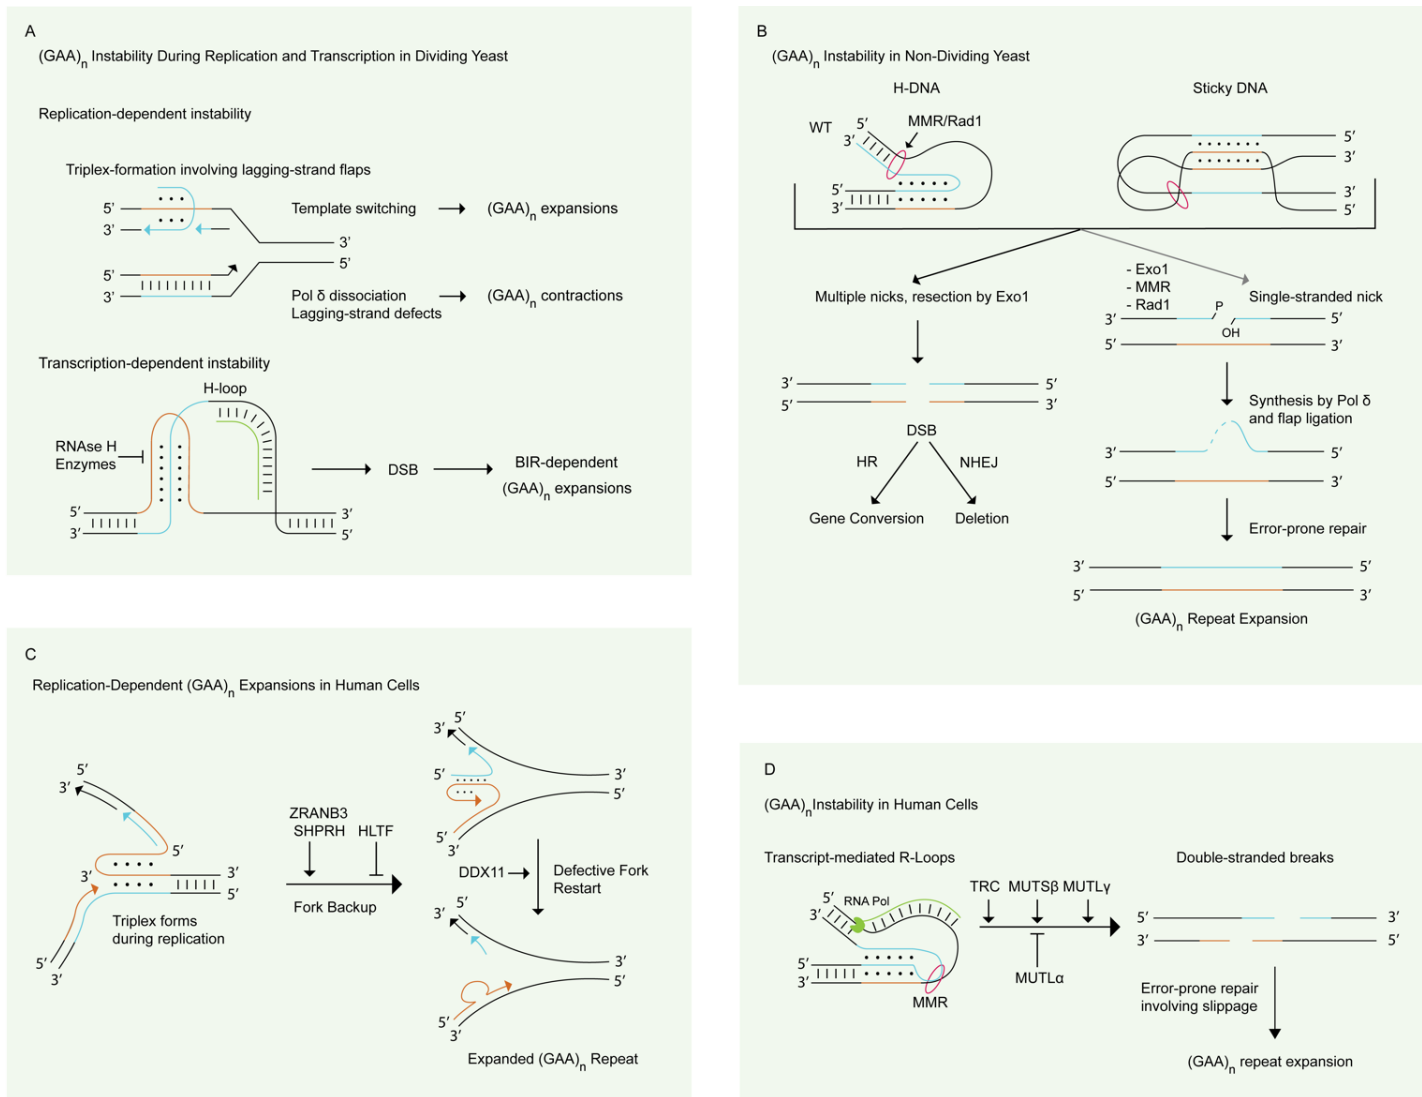 A
(GAA)n Instability During Replication and Transcription in Dividing Yeast
Replication-dependent instability
Triplex-formation involving lagging-strand flaps
5′
3′
Template switching
(GAA)n expansions
3′
5′
5′
3′
Pol δ dissociation
Lagging-strand defects
(GAA)n contractions
Transcription-dependent instability
H-loop
RNAse H
Enzymes
DSB
BIR-dependent
(GAA)n expansions
5′
3′
3′
5′
B
(GAA)n Instability in Non-Dividing Yeast
H-DNA
Sticky DNA
WT
5′
3′
MMR/Rad1
5′
3′
5′
3′
3′
5′
Multiple nicks, resection by Exo1
- Exo1
- MMR
- Rad1
Single-stranded nick
P
OH
3′
5′
5′
3′
3′
5′
5′
3′
DSB
HR
NHEJ
Gene Conversion
Deletion
Synthesis by Pol δ
and flap ligation
3′
5′
5′
3′
Error-prone repair
3′
5′
5′
3′
(GAA)n Repeat Expansion
C
Replication-Dependent (GAA)n Expansions in Human Cells
5′
3′
5′
3′
3′
5′
5′
3′
Triplex forms
during replication
ZRANB3
SHPRH
HLTF
Fork Backup
5′
3′
5′
3′
5′
5′
3′
DDX11
Defective Fork
Restart
5′
3′
3′
5′
5′
3′
Expanded (GAA)n Repeat
D
(GAA)n Instability in Human Cells
Transcript-mediated R-Loops
Double-stranded breaks
5′
3′
RNA Pol
5′
3′
MMR
TRC
MUTSβ
MUTLγ
MUTLα
3′
3′
5′
Error-prone repair
involving slippage
(GAA)n repeat expansion